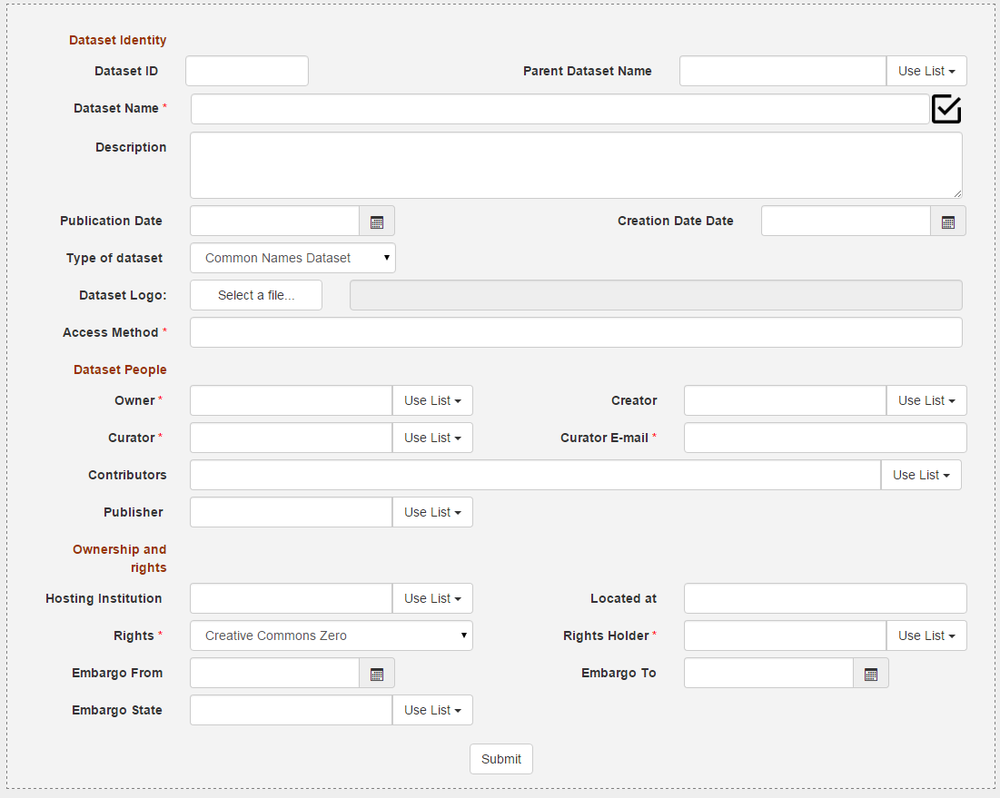 Dataset Identity
Dataset ID Parent Dataset Name Use List
Dataset Name *
Description
Publication Date Creation Date Date
Type of dataset Common Names Dataset
Dataset Logo: Select a file...
Access Method *
Dataset People
Owner * Use List Creator Use List
Curator * Use List Curator E-mail *
Contributors Use List
Publisher Use List
Ownership and
rights
Hosting Institution Use List Located at
Rights * Creative Commons Zero Rights Holder * Use List
Embargo From Embargo To
Embargo State Use List
Submit